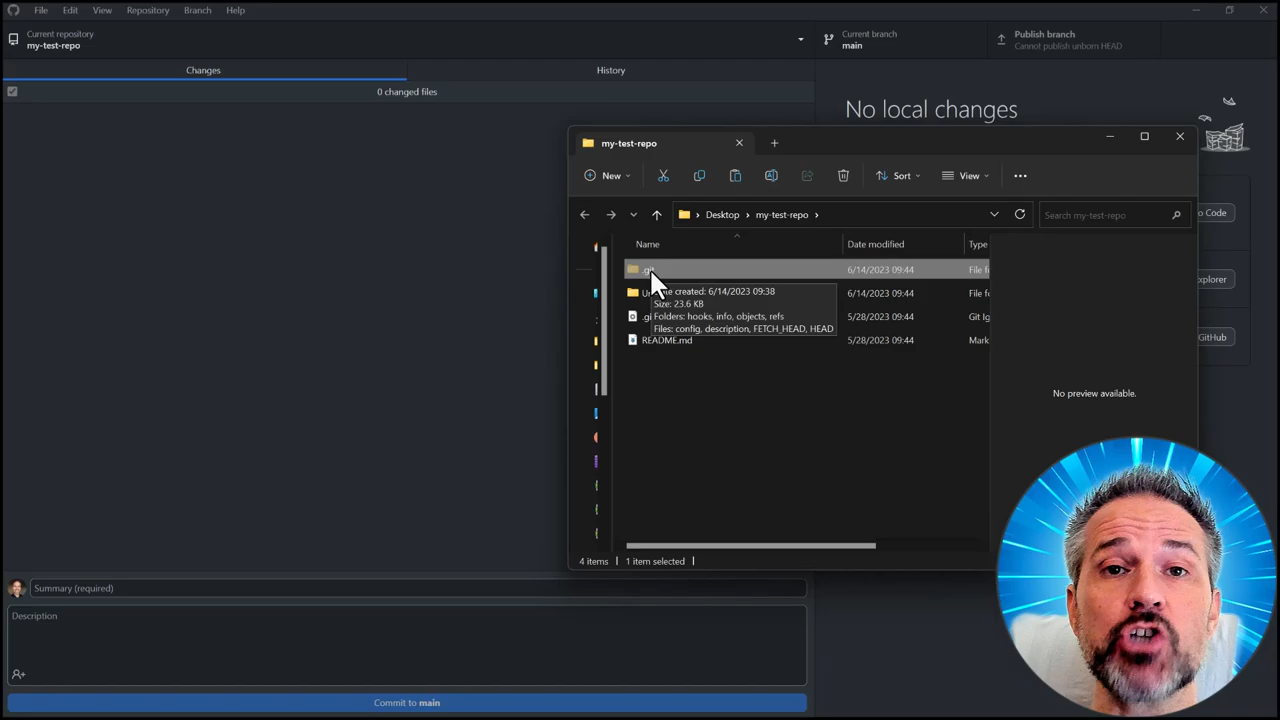 File Edit View Repository Branch Help
Current repository
my-test-repo
Current branch
main
Publish branch
Cannot publish unborn HEAD
Changes
History
0 changed files
No local changes
my-test-repo
New
Sort
View
Desktop
my-test-repo
Search my-test-repo
Name
Date modified
Type
.git
6/14/2023 09:44
File fo
6/14/2023 09:44
File fo
Date created: 6/14/2023 09:38
Size: 23.6 KB
Folders: hooks, info, objects, refs
Files: config, description, FETCH_HEAD, HEAD
.gi
5/28/2023 09:44
Git Ig
README.md
5/28/2023 09:44
Mark
o Code
xplorer
GitHub
No preview available.
4 items
1 item selected
Summary (required)
Description
Commit to main